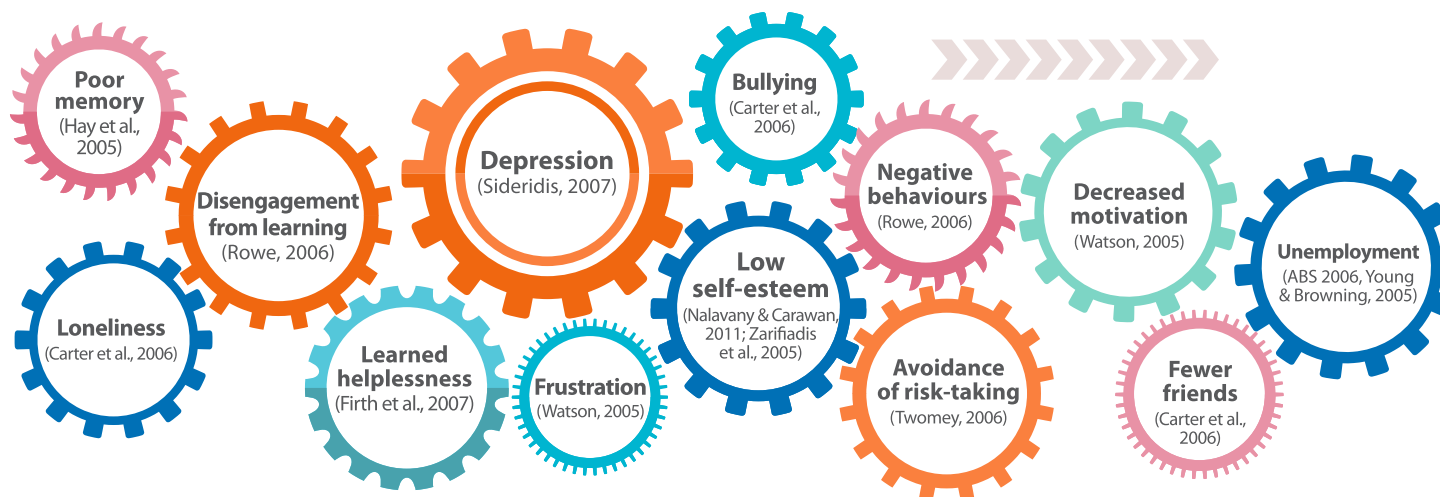 Poor
memory
(Hay et al.,
2005)
Disengagement
from learning
(Rowe, 2006)
Loneliness
(Carter et al., 2006)
Depression
(Sideridis, 2007)
Learned
helplessness
(Firth et al., 2007)
Frustration
(Watson, 2005)
Bullying
(Carter et al.,
2006)
Low
self-esteem
(Nalavany & Carawan,
2011; Zarifiadis
et al., 2005)
Negative
behaviours
(Rowe, 2006)
Avoidance
of risk-taking
(Twomey, 2006)
Decreased
motivation
(Watson, 2005)
Fewer
friends
(Carter et al.,
2006)
Unemployment
(ABS 2006, Young
& Browning, 2005)